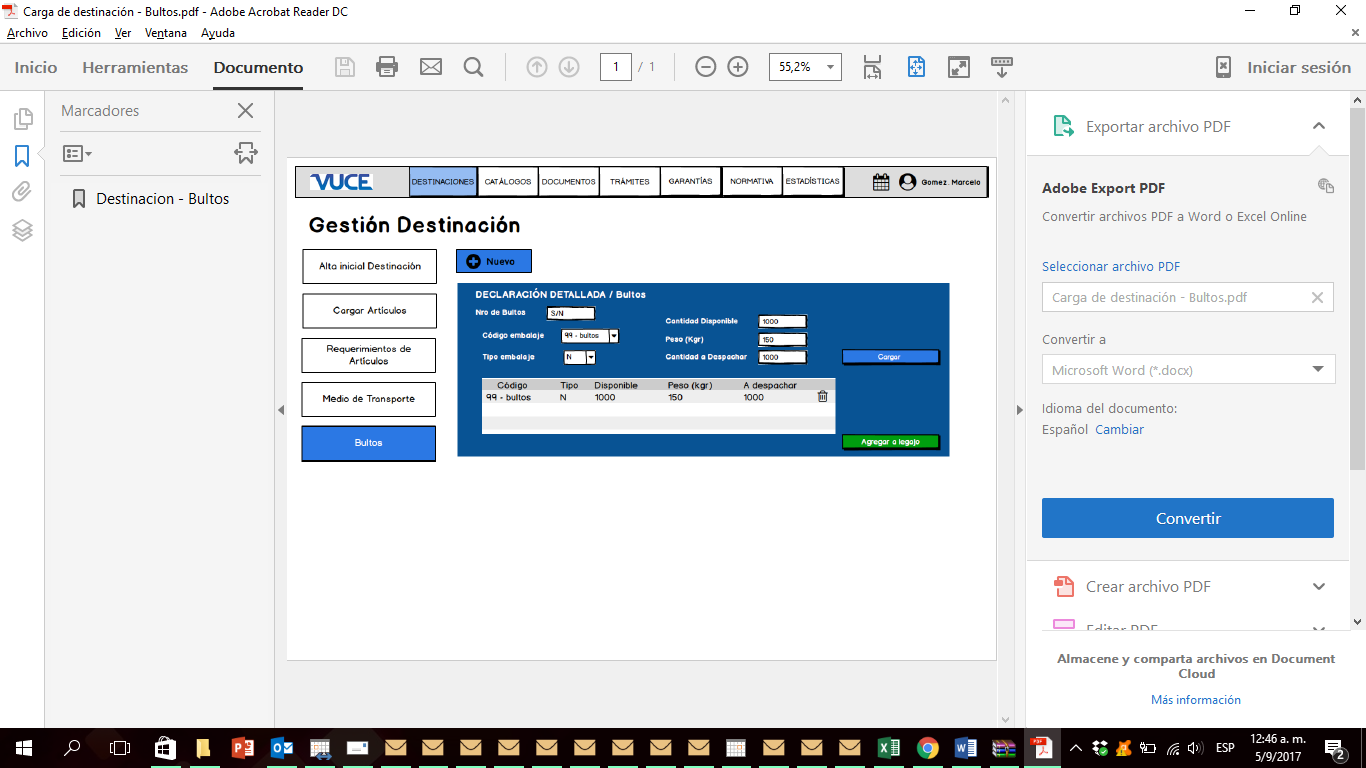 Carga de destinación - Bultos.pdf - Adobe Acrobat Reader DC
Archivo Edición Ver Ventana Ayuda
Inicio Herramientas Documento 1 / 1 55,2% Iniciar sesión
Marcadores
Destinacion - Bultos
VUCE DESTINACIONES CATÁLOGOS DOCUMENTOS TRÁMITES GARANTÍAS NORMATIVA ESTADÍSTICAS Gomez. Marcelo
Gestión Destinación
Alta inicial Destinación
Cargar Artículos
Requerimientos de
Artículos
Medio de Transporte
Bultos
Nuevo
DECLARACIÓN DETALLADA / Bultos
Nro de Bultos S/N
Código embalaje 99 - bultos
Tipo embalaje N
Cantidad Disponible 1000
Peso (Kgr) 150
Cantidad a Despachar 1000
Cargar
Código Tipo Disponible Peso (kgr) A despachar
99 - bultos N 1000 150 1000
Agregar a legajo
Exportar archivo PDF
Adobe Export PDF
Convertir archivos PDF a Word o Excel Online
Seleccionar archivo PDF
Carga de destinación - Bultos.pdf
Convertir a
Microsoft Word (*.docx)
Idioma del documento:
Español Cambiar
Convertir
Crear archivo PDF
Editar PDF
Almacene y comparta archivos en Document
Cloud
Más información
ESP
12:46 a. m.
5/9/2017
2